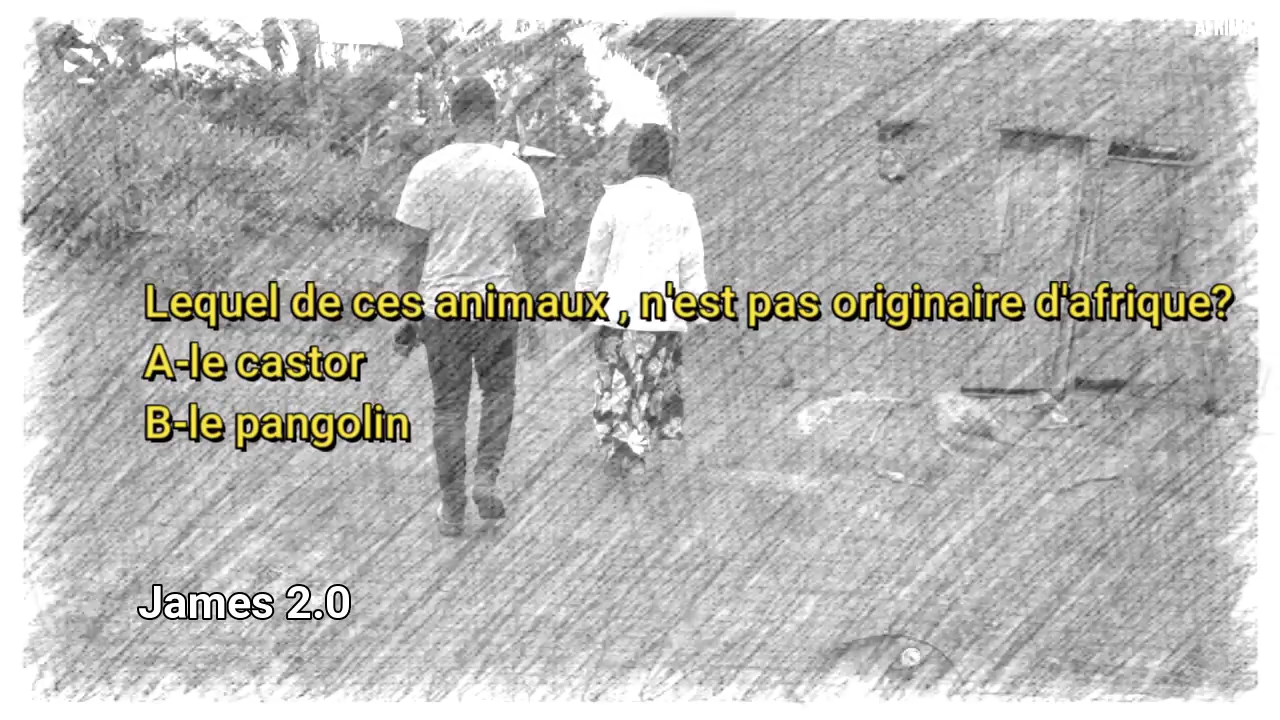 Lequel de ces animaux , n'est pas originaire d'afrique?
A-le castor
B-le pangolin
James 2.0